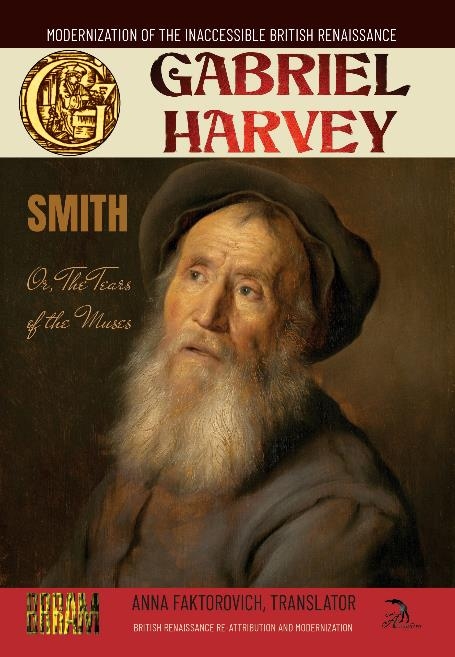 MODERNIZATION OF THE INACCESSIBLE BRITISH RENAISSANCE
G
GABRIEL
HARVEY
SMITH
Or, The Tears
of the Muses
BRRAM
ANNA FAKTOROVICH, TRANSLATOR
BRITISH RENAISSANCE RE-ATTRIBUTION AND MODERNIZATION